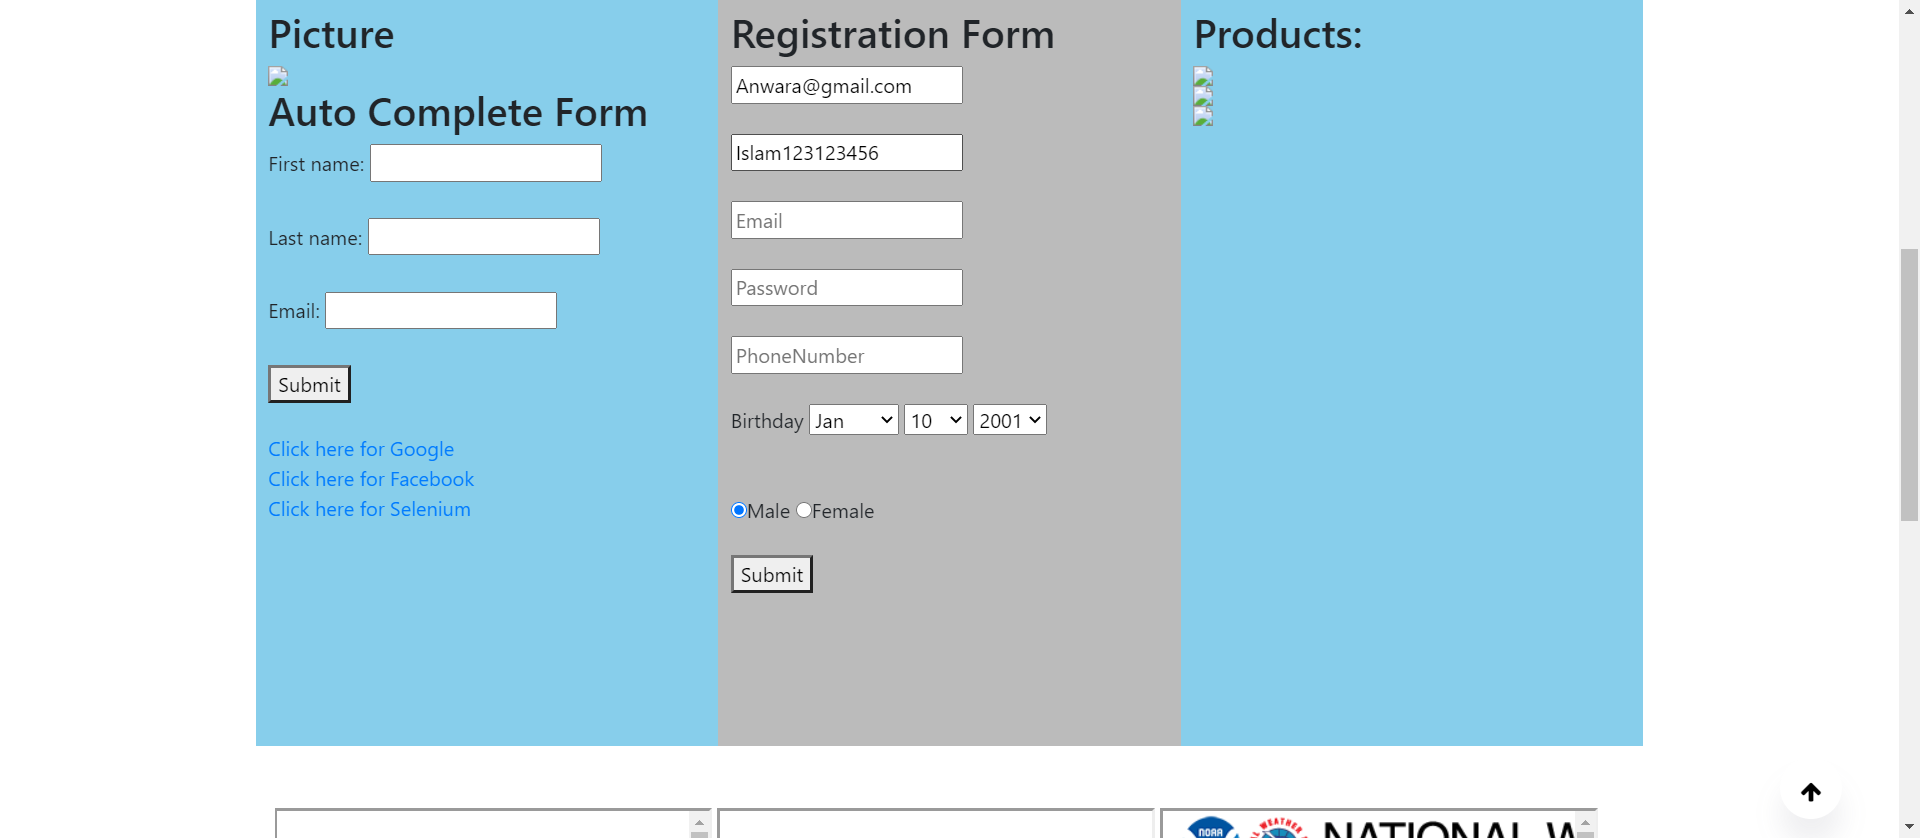 Picture
Auto Complete Form
First name:
Last name:
Email:
Submit
Click here for Google
Click here for Facebook
Click here for Selenium
Registration Form
Anwara@gmail.com
Islam123123456
Email
Password
PhoneNumber
Birthday Jan 10 2001
Male Female
Submit
Products:
NOAA WEATHER NATIONAL W